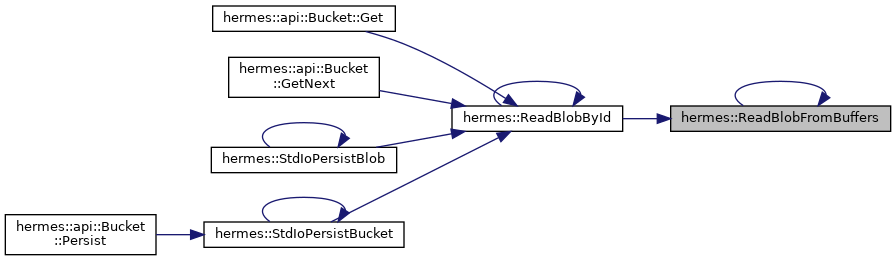 hermes::api::Bucket::Get
hermes::api::Bucket
::GetNext
hermes::ReadBlobById
hermes::ReadBlobFromBuffers
hermes::StdIoPersistBlob
hermes::api::Bucket
::Persist
hermes::StdIoPersistBucket